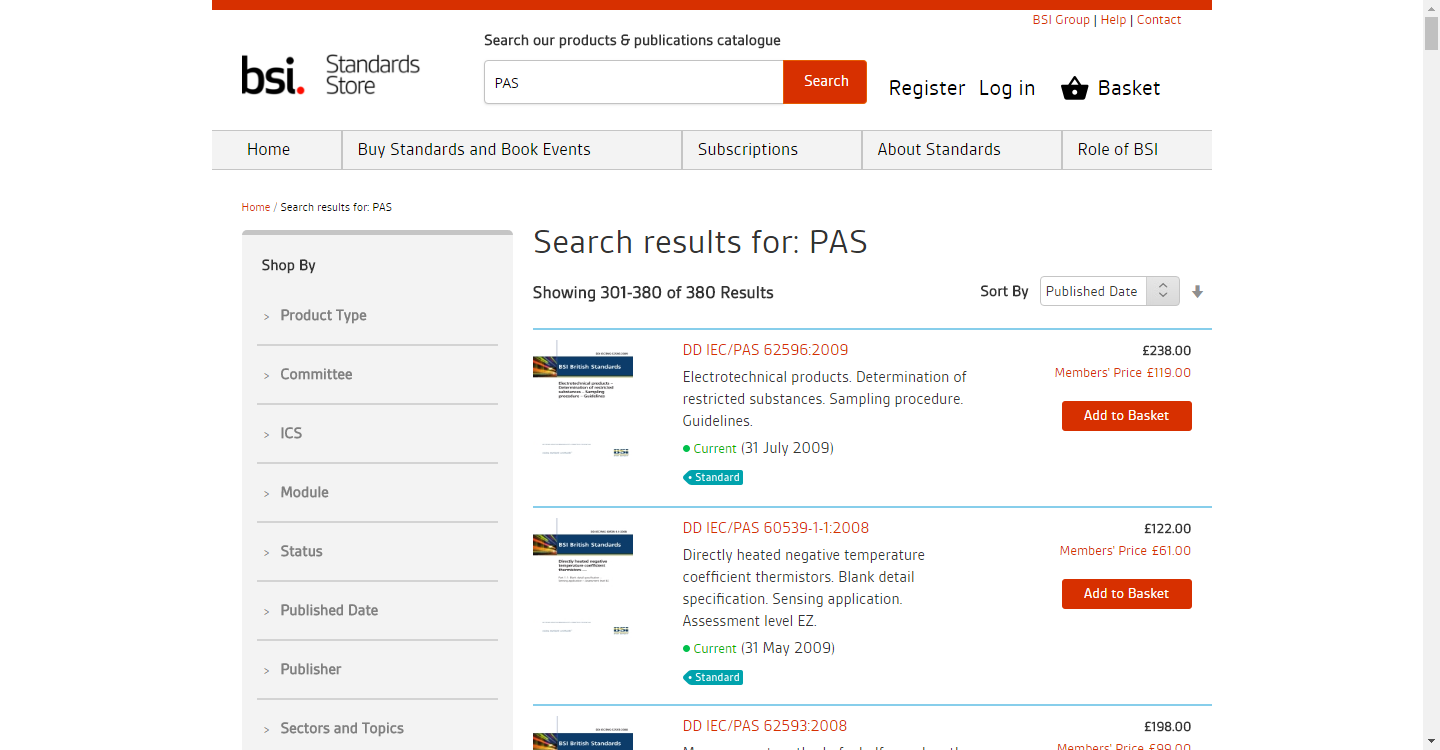 BSI Group | Help | Contact
Search our products & publications catalogue
bsi. Standards Store
PAS
Search
Register Log in Basket
Home
Buy Standards and Book Events
Subscriptions
About Standards
Role of BSI
Home / Search results for: PAS
Shop By
> Product Type
> Committee
> ICS
> Module
> Status
> Published Date
> Publisher
> Sectors and Topics
Search results for: PAS
Showing 301-380 of 380 Results
Sort By Published Date
BSI British Standards
Electrotechnical products –
Determination of restricted
substances – Sampling
procedure – Guidelines
BSI
DD IEC/PAS 62596:2009
Electrotechnical products. Determination of
restricted substances. Sampling procedure.
Guidelines.
Current (31 July 2009)
Standard
£238.00
Members' Price £119.00
Add to Basket
BSI British Standards
Directly heated negative
temperature coefficient
thermistors —
BSI
DD IEC/PAS 60539-1-1:2008
Directly heated negative temperature
coefficient thermistors. Blank detail
specification. Sensing application.
Assessment level EZ.
Current (31 May 2009)
Standard
£122.00
Members' Price £61.00
Add to Basket
BSI British Standards
DD IEC/PAS 62593:2008
£198.00
Members' Price £99.00